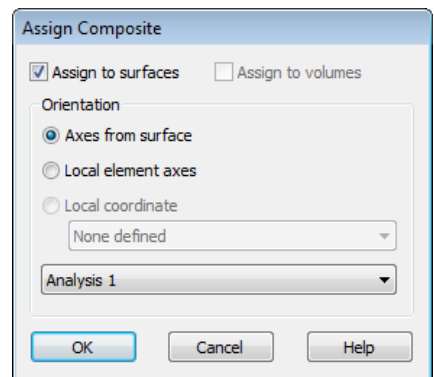 Assign Composite
Assign to surfaces Assign to volumes
Orientation
Axes from surface
Local element axes
Local coordinate
None defined
Analysis 1
OK Cancel Help